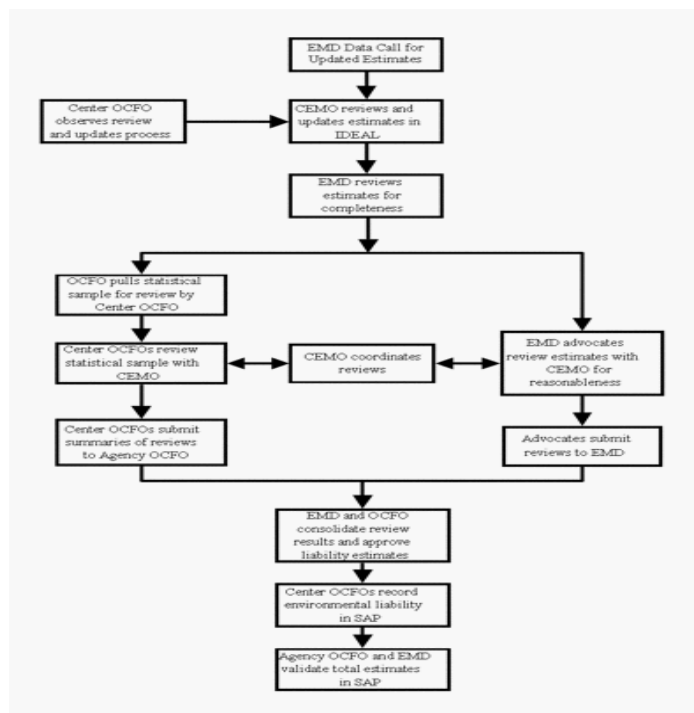 EMD Data Call for
Updated Estimates
Center OCFO
observes review
and updates process
CEMO reviews and
updates estimates in
IDEAL
EMD reviews
estimates for
completeness
OCFO pulls statistical
sample for review by
Center OCFO
Center OCFOs review
statistical sample with
CEMO
CEMO coordinates
reviews
EMD advocates
review estimates with
CEMO for
reasonableness
Center OCFOs submit
summaries of reviews
to Agency OCFO
Advocates submit
reviews to EMD
EMD and OCFO
consolidate review
results and approve
liability estimates
Center OCFOs record
environmental liability
in SAP
Agency OCFO and EMD
validate total estimates
in SAP